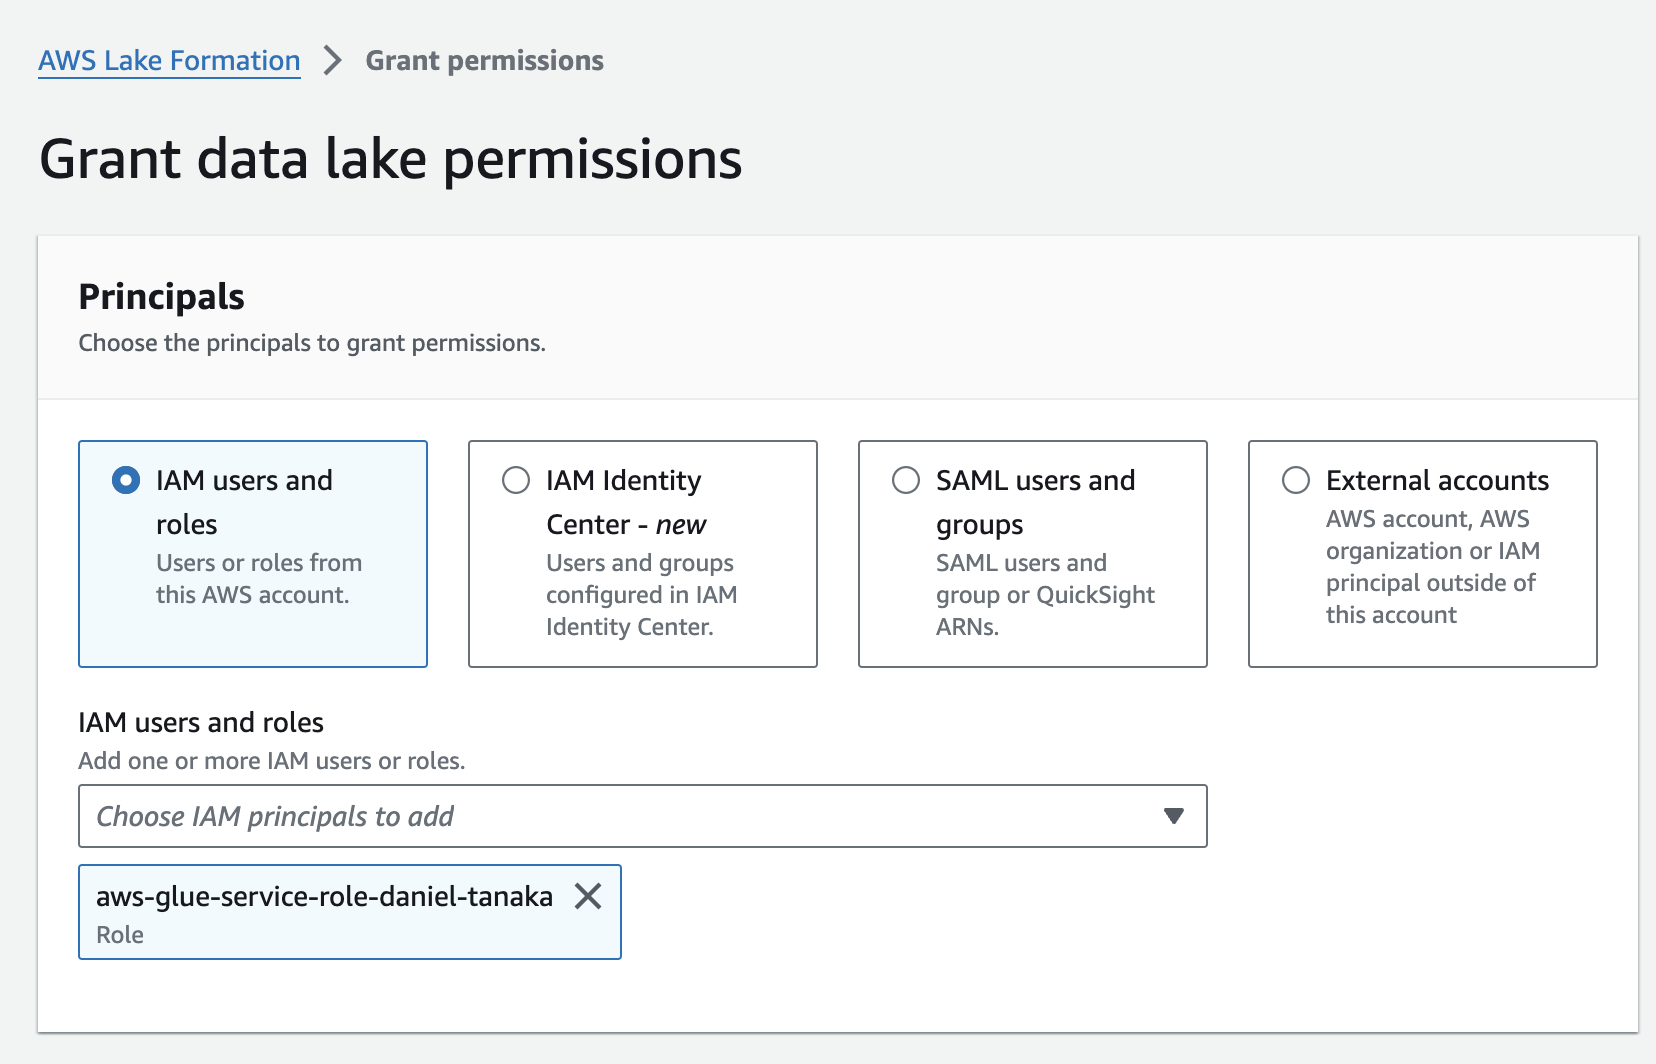 AWS Lake Formation > Grant permissions
Grant data lake permissions
Principals
Choose the principals to grant permissions.
IAM users and
roles
Users or roles from
this AWS account.
IAM Identity
Center - new
Users and groups
configured in IAM
Identity Center.
SAML users and
groups
SAML users and
group or QuickSight
ARNs.
External accounts
AWS account, AWS
organization or IAM
principal outside of
this account
IAM users and roles
Add one or more IAM users or roles.
Choose IAM principals to add
aws-glue-service-role-daniel-tanaka
Role